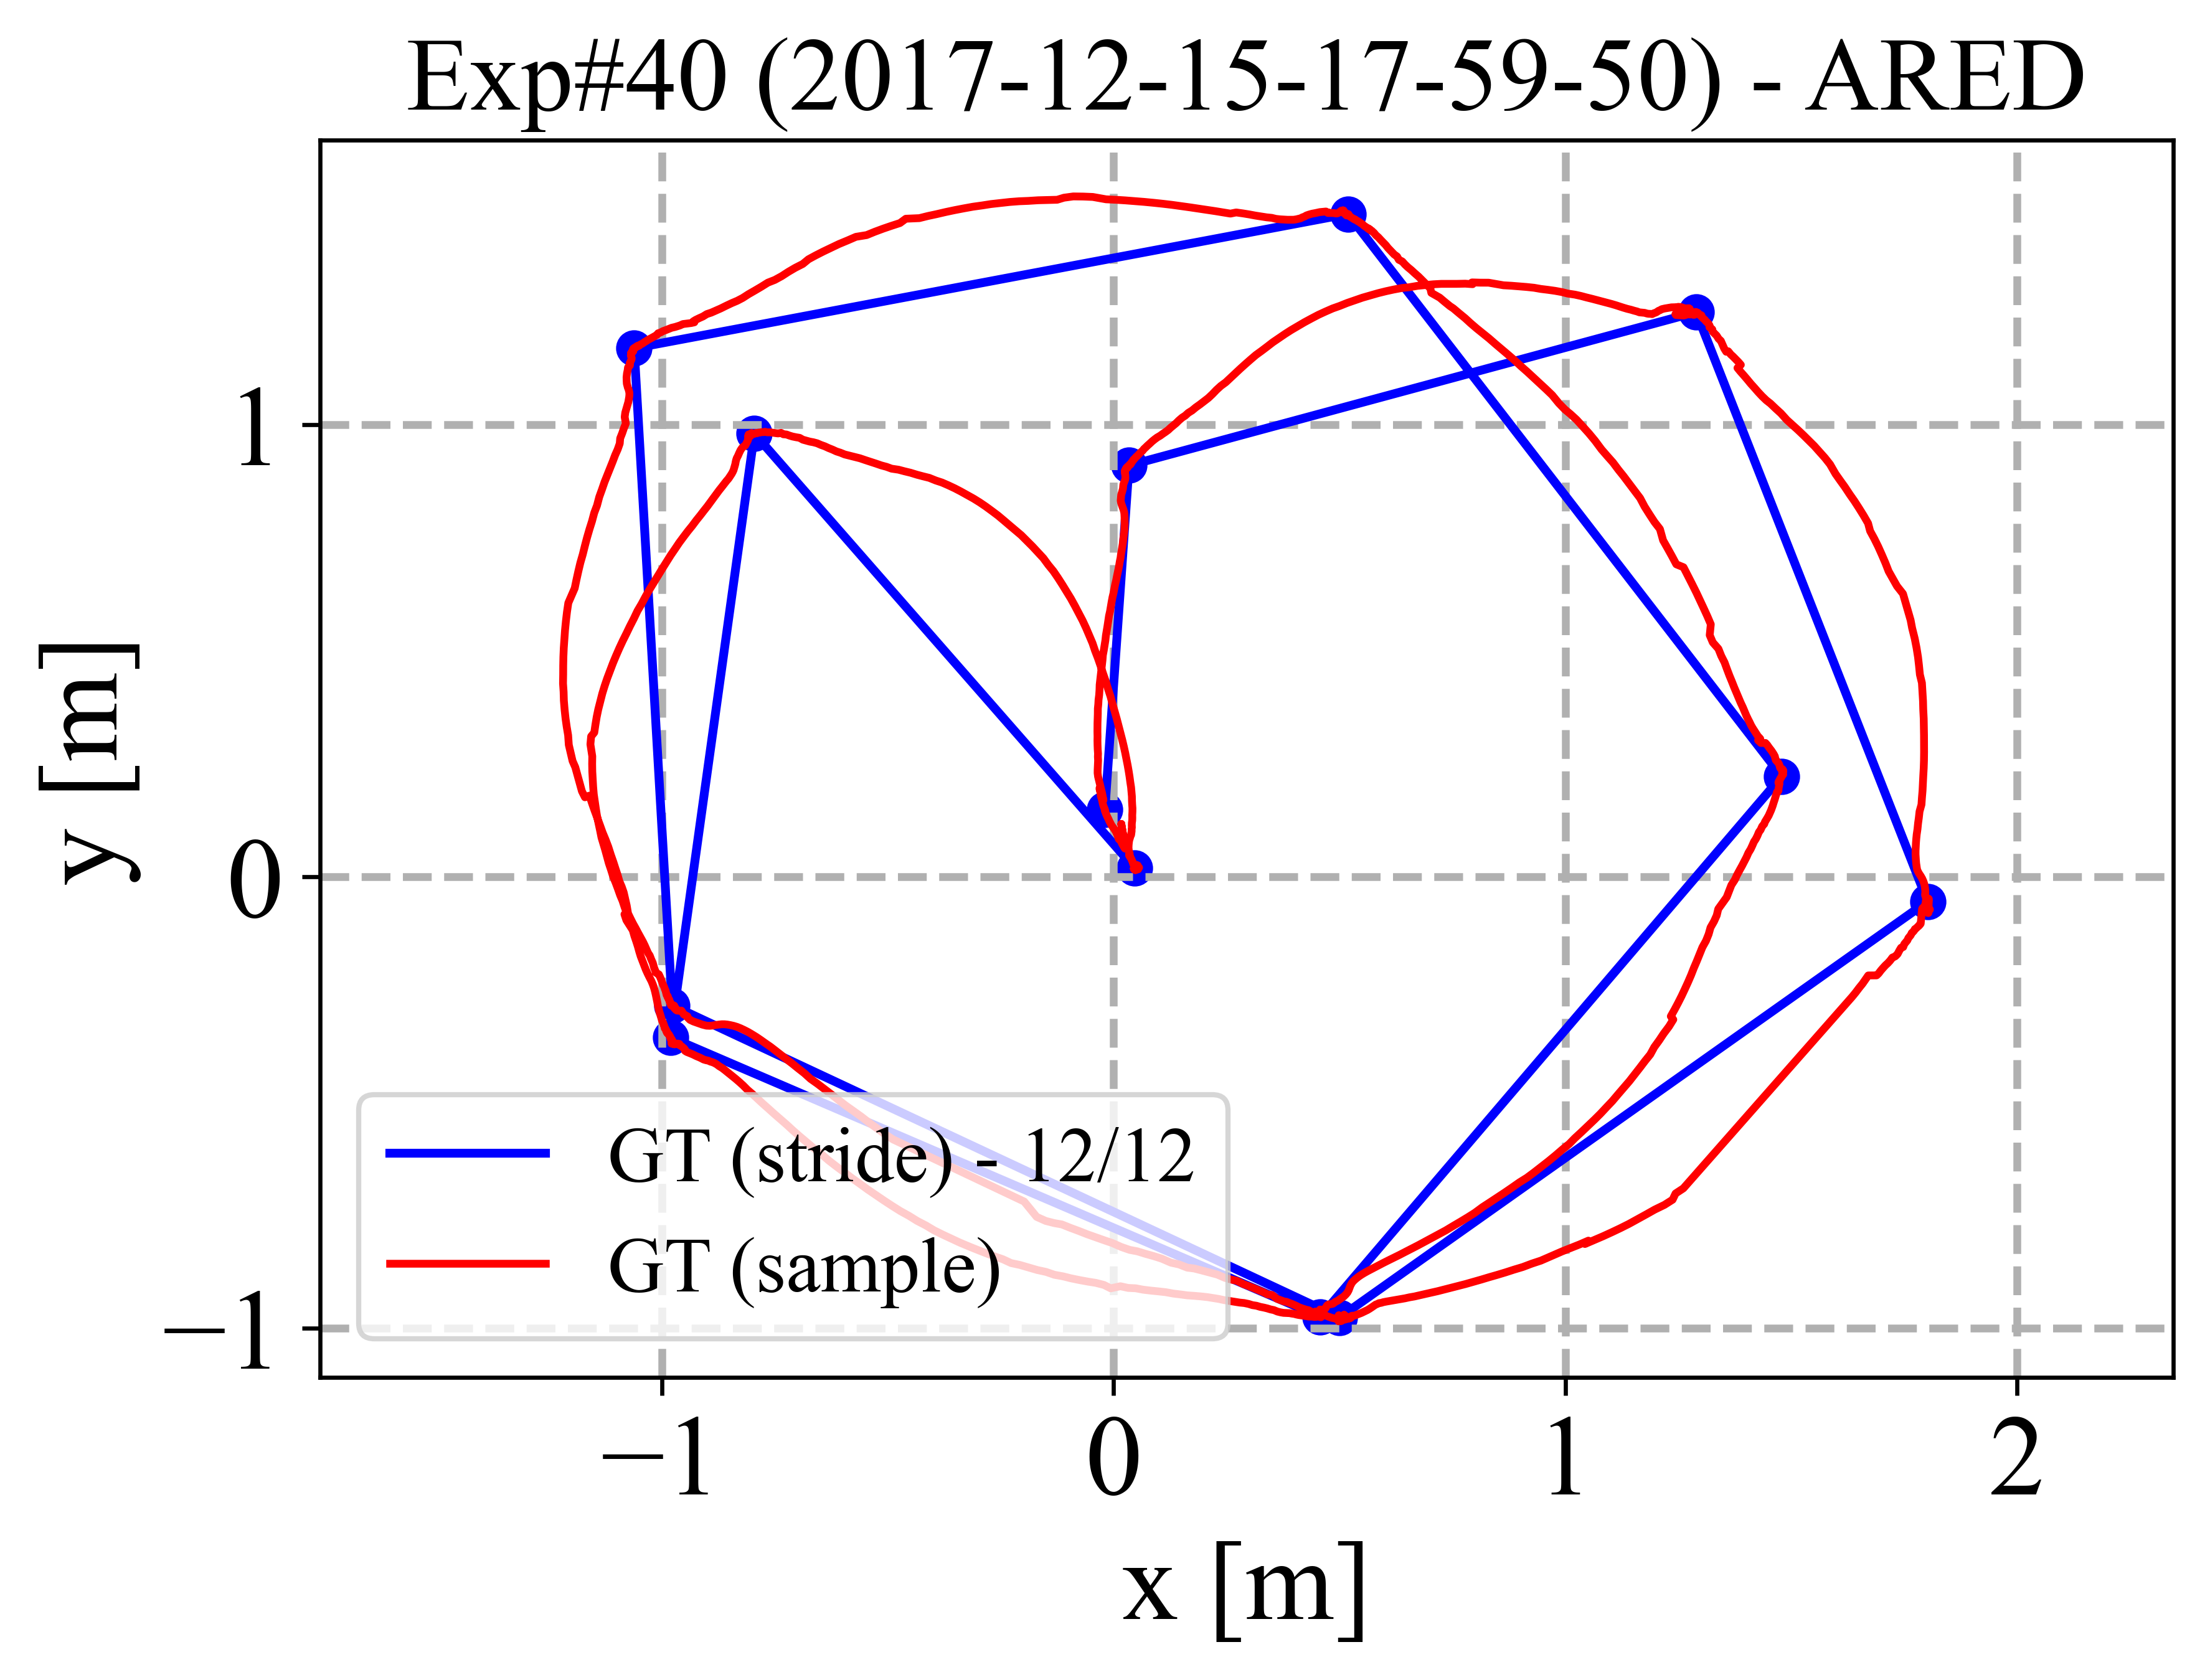 Exp#40 (2017-12-15-17-59-50) - ARED
y [m]
1
0
−1
GT (stride) - 12/12
GT (sample)
−1 0 1 2
x [m]